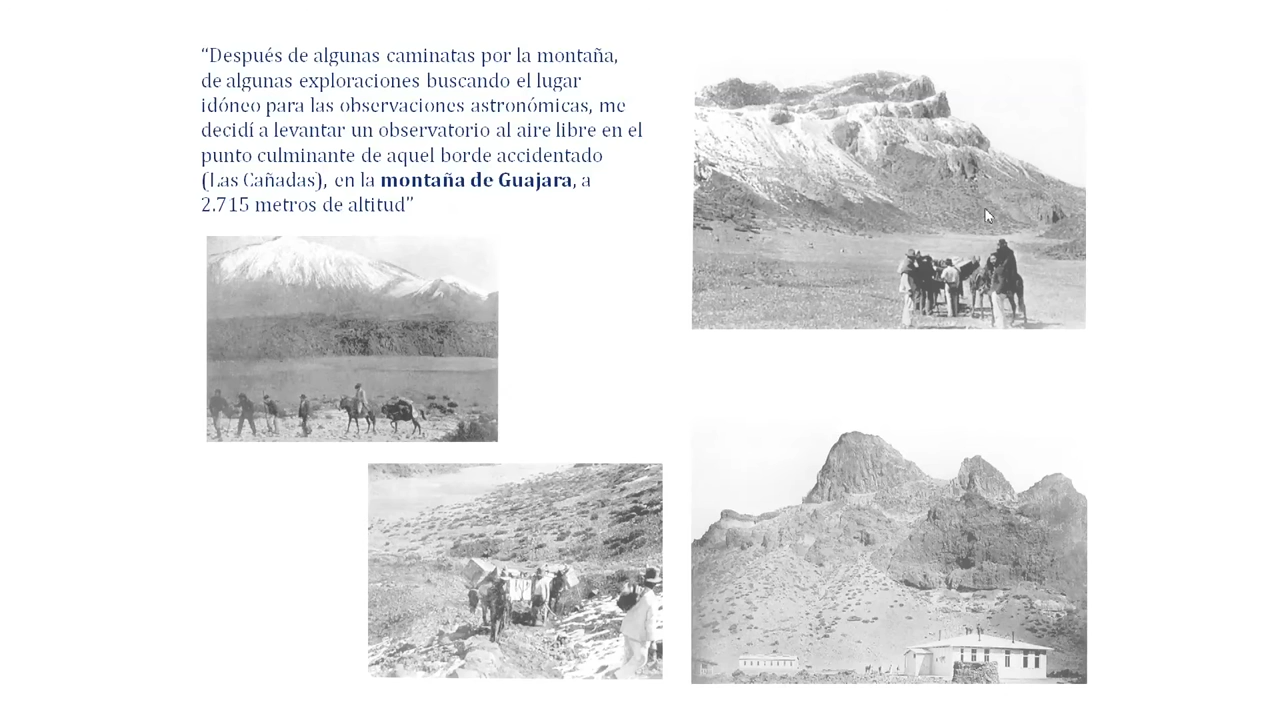 “Después de algunas caminatas por la montaña,
de algunas exploraciones buscando el lugar
idóneo para las observaciones astronómicas, me
decidí a levantar un observatorio al aire libre en el
punto culminante de aquel borde accidentado
(Las Cañadas), en la montaña de Guajara, a
2.715 metros de altitud”